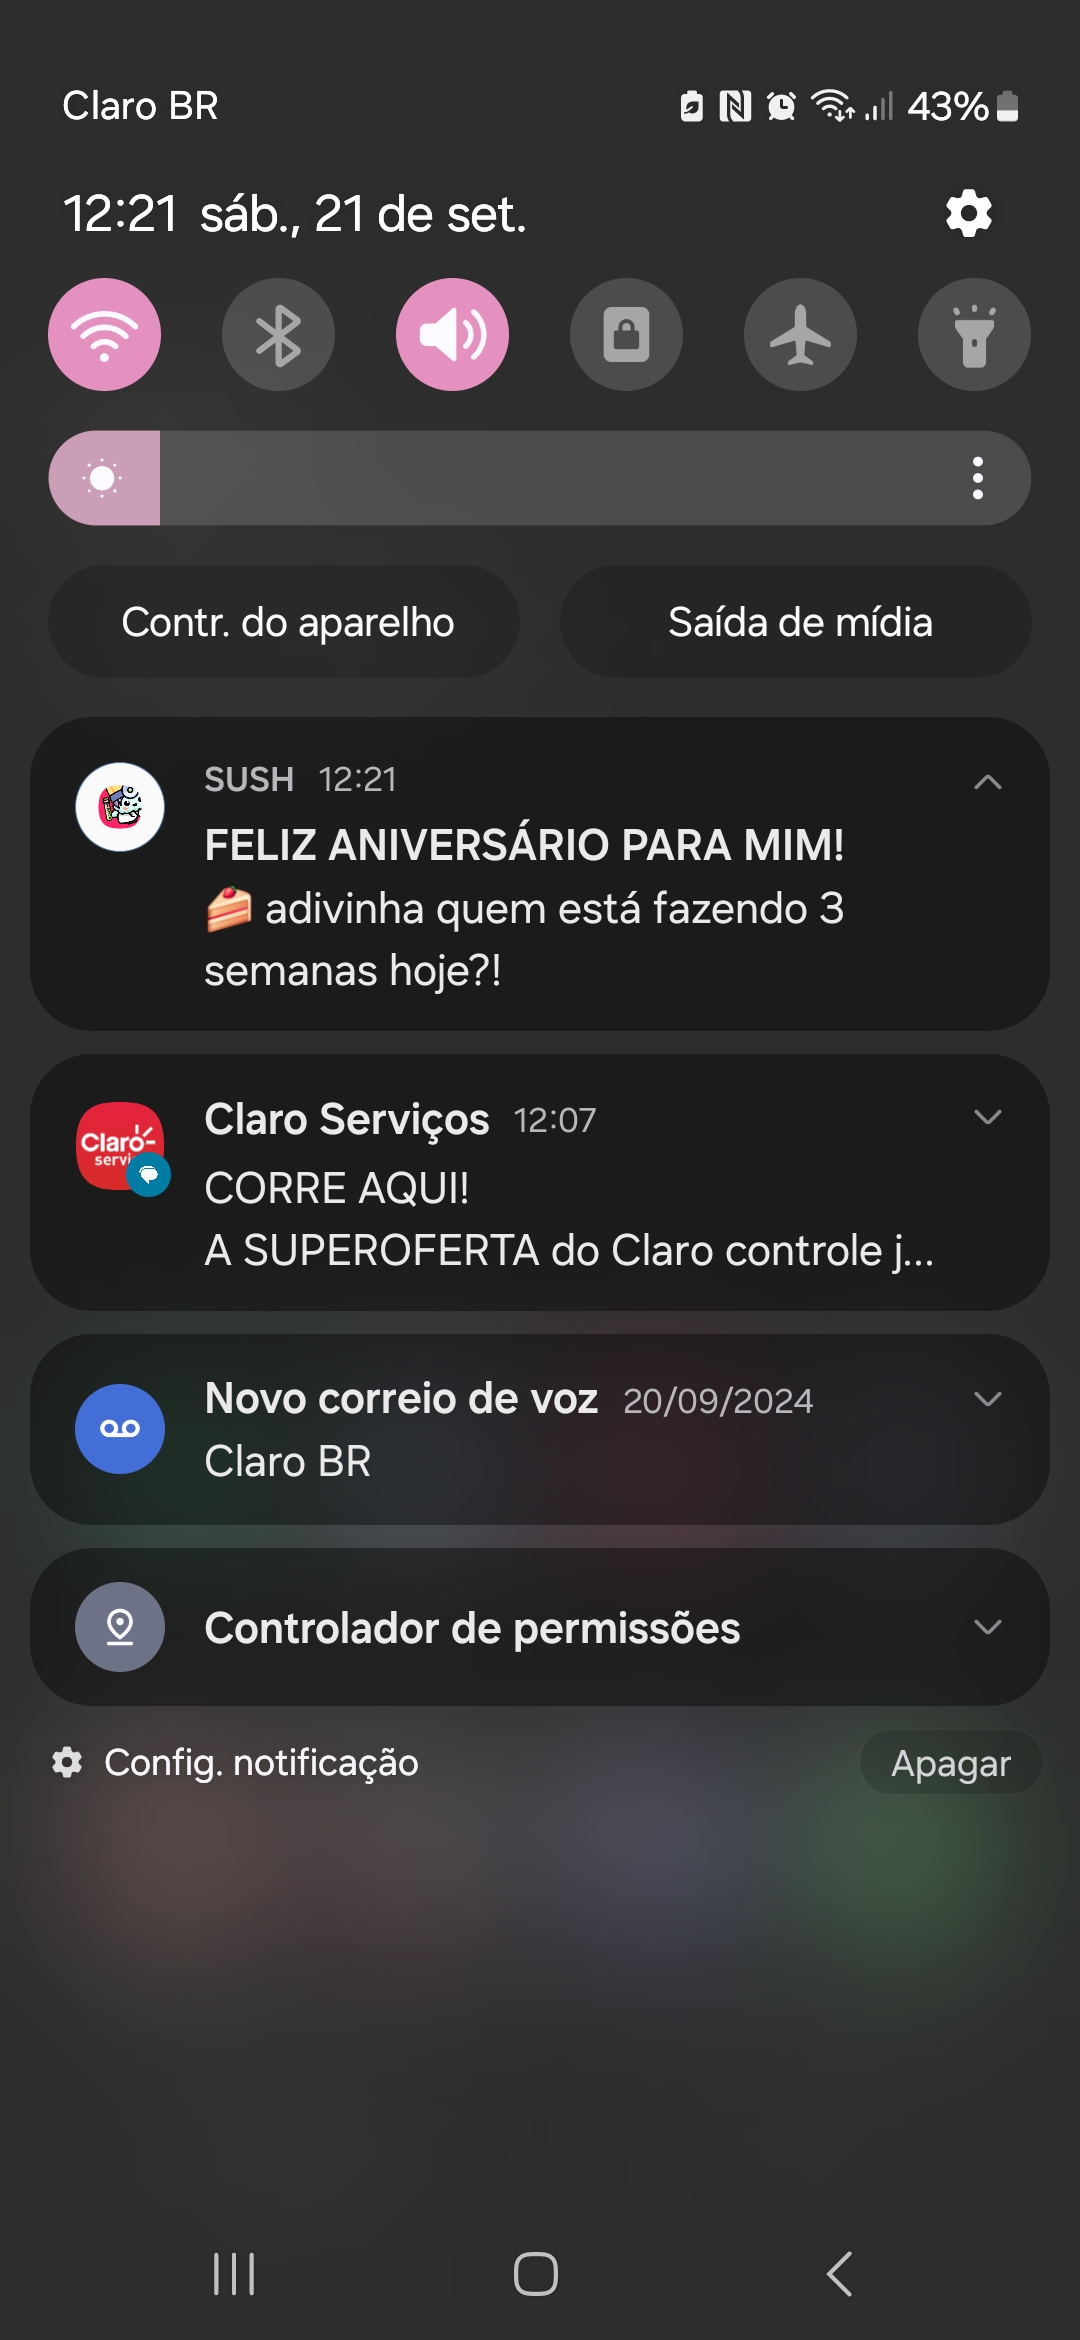 Claro BR 43%
12:21 sáb., 21 de set.
Contr. do aparelho Saída de mídia
SUSH 12:21
FELIZ ANIVERSÁRIO PARA MIM!
🍰 adivinha quem está fazendo 3
semanas hoje?!
Claro Serviços 12:07
Claro
servi
CORRE AQUI!
A SUPEROFERTA do Claro controle j...
Novo correio de voz 20/09/2024
Claro BR
Controlador de permissões
Config. notificação Apagar